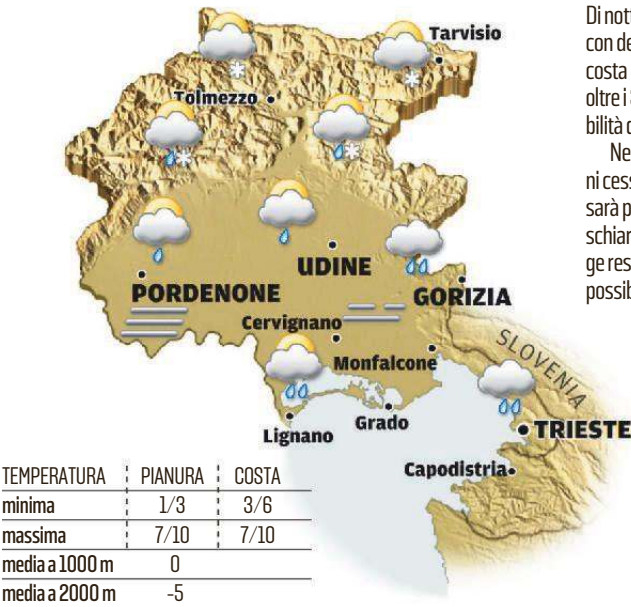 Tarvisio
Tolmezzo
UDINE
PORDENONE
GORIZIA
Cervignano
Monfalcone
SLOVENIA
Grado
Lignano
TRIESTE
Capodistria
TEMPERATURA PIANURA COSTA
minima 1/3 3/6
massima 7/10 7/10
media a 1000 m 0
media a 2000 m -5
Di nott
con de
costa
oltre i
bilità
Ne
ni cess
sarà p
schiar
ge res
possib